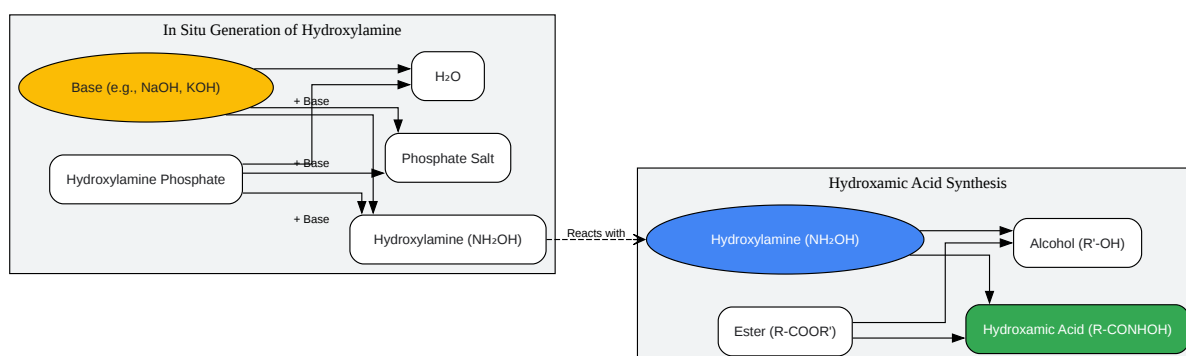 In Situ Generation of Hydroxylamine
Base (e.g., NaOH, KOH)
H₂O
+ Base
Phosphate Salt
+ Base
Hydroxylamine Phosphate
+ Base
Hydroxylamine (NH₂OH)
Reacts with
Hydroxamic Acid Synthesis
Hydroxylamine (NH₂OH)
Alcohol (R'-OH)
Ester (R-COOR')
Hydroxamic Acid (R-CONHOH)